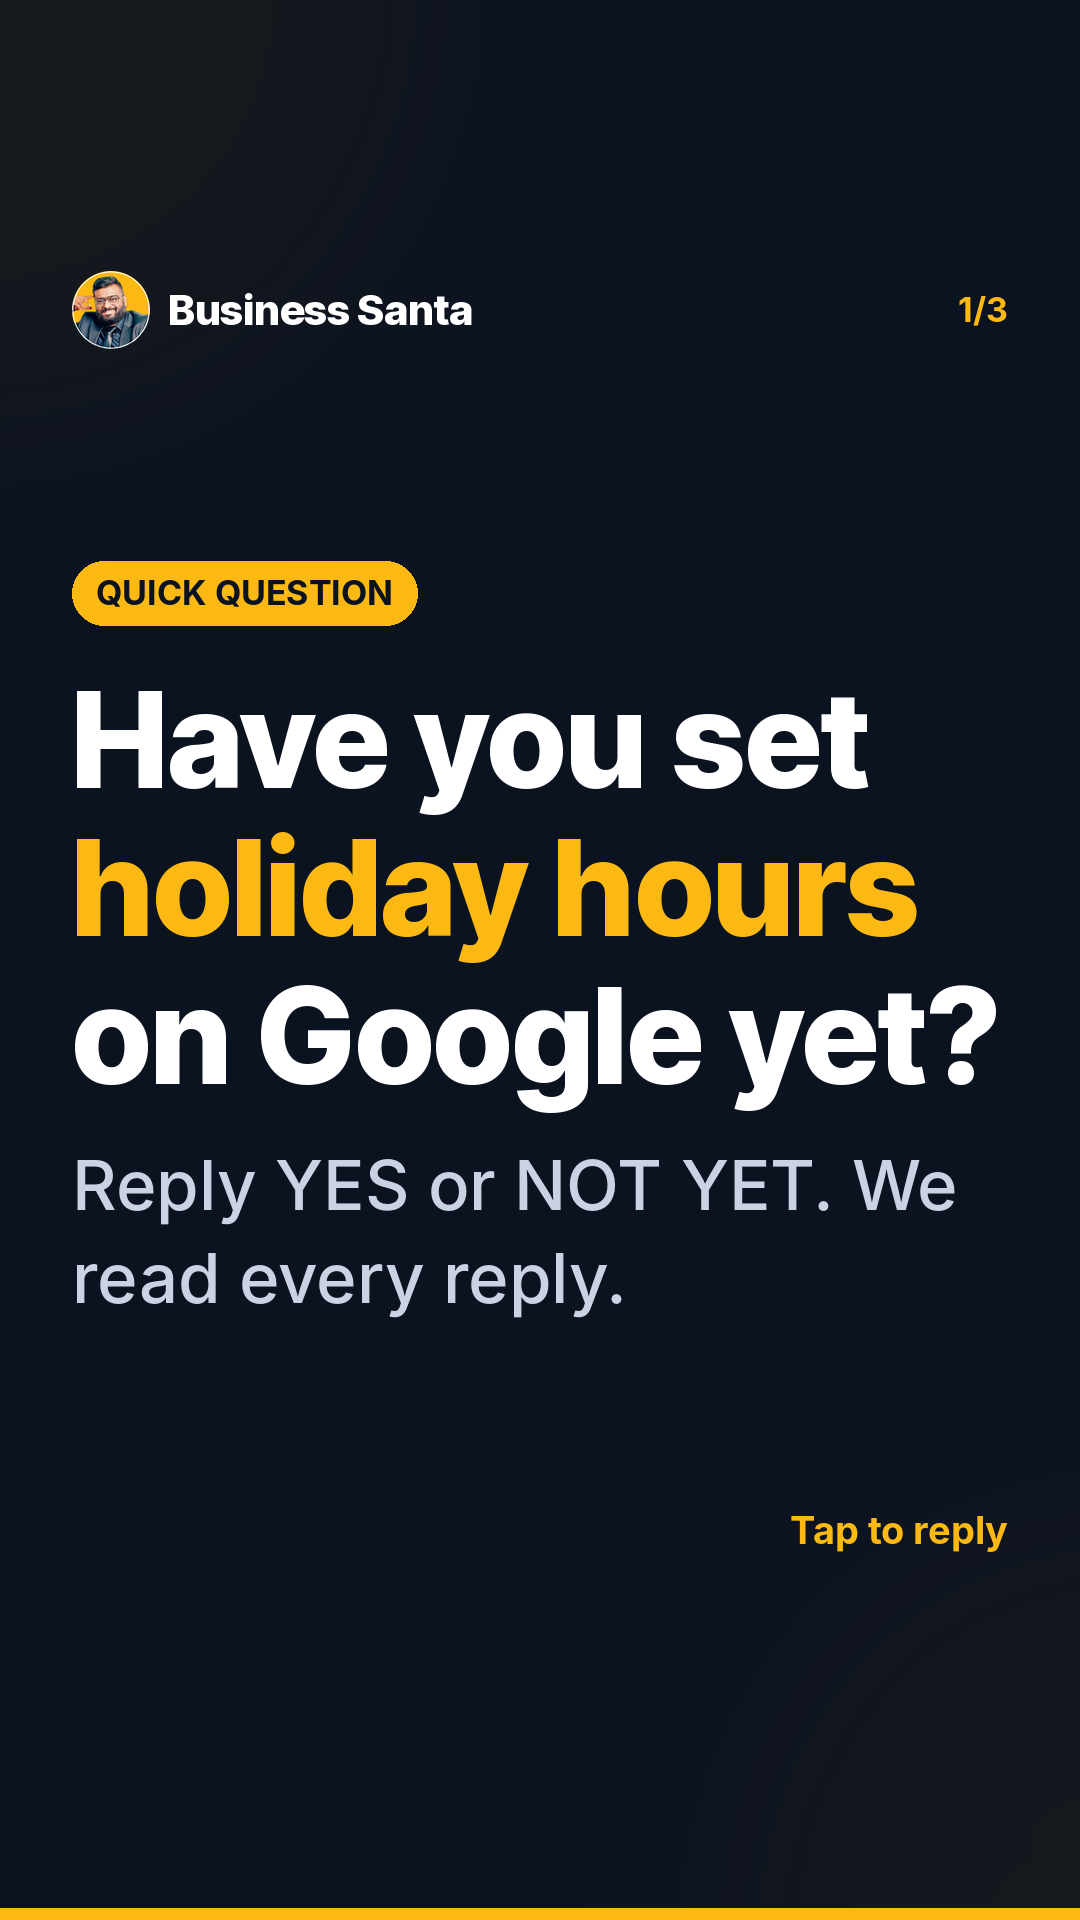 Business Santa
1/3
QUICK QUESTION
Have you set
holiday hours
on Google yet?
Reply YES or NOT YET. We
read every reply.
Tap to reply